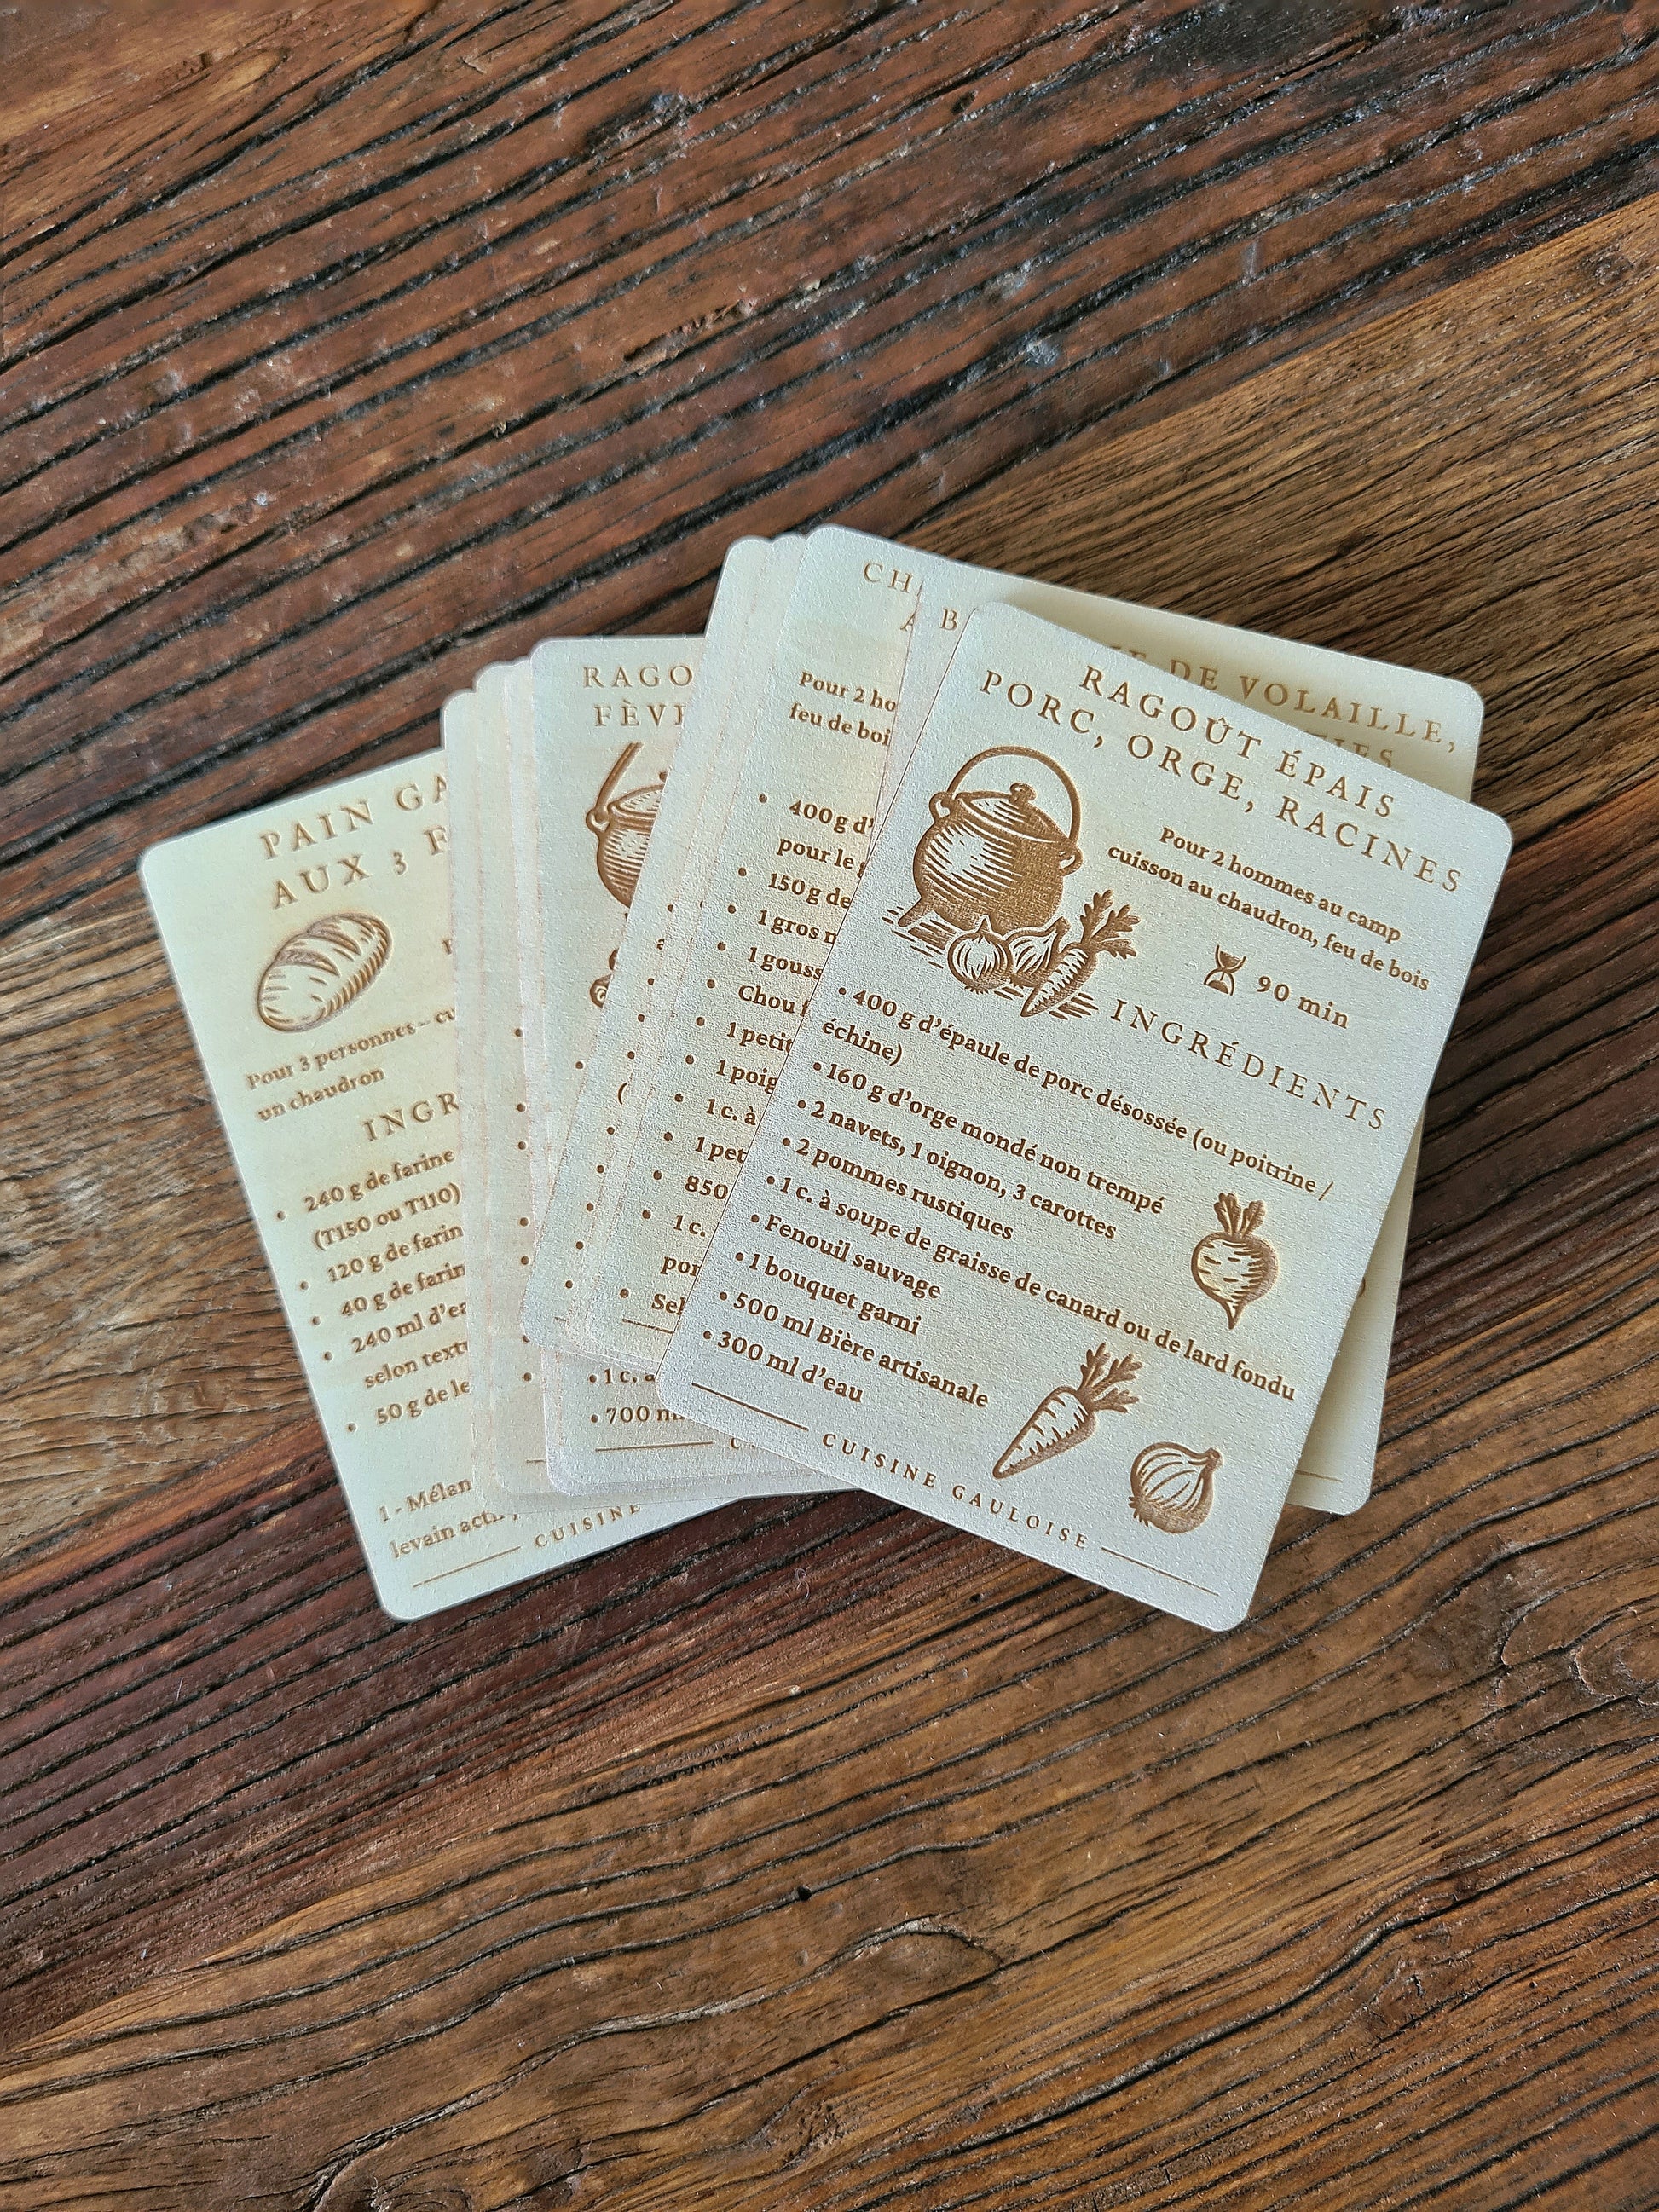 PAIN GA
AUX 3 F
Pour 3 personnes – cu
un chaudron
INGR
• 240 g de farine
(T150 ou T110)
• 120 g de farin
• 40 g de farin
• 240 ml d'ea
selon textu
• 50 g de le
1 - Mélan
levain acti
CUISINE
RAGO
FÈV
• 1 c. a
• 700 m
CH
A
Pour 2 ho
feu de boi
• 400 g d'
pour le g
• 150 g de
• 1 gros n
• 1 gouss
• Chou f
• 1 petit
• 1 poig
• 1 c. à
• 1 pet
• 850
• 1 c.
por
• Sel
B
DE VOLAILLE,
RAGOÛT ÉPAIS
PORC, ORGE, RACINES
Pour 2 hommes au camp
cuisson au chaudron, feu de bois
90 min
INGRÉDIENTS
• 400 g d'épaule de porc désossée (ou poitrine /
échine)
• 160 g d'orge mondé non trempé
• 2 navets, 1 oignon, 3 carottes
• 2 pommes rustiques
• 1 c. à soupe de graisse de canard ou de lard fondu
• Fenouil sauvage
• 1 bouquet garni
• 500 ml Bière artisanale
• 300 ml d'eau
CUISINE GAULOISE